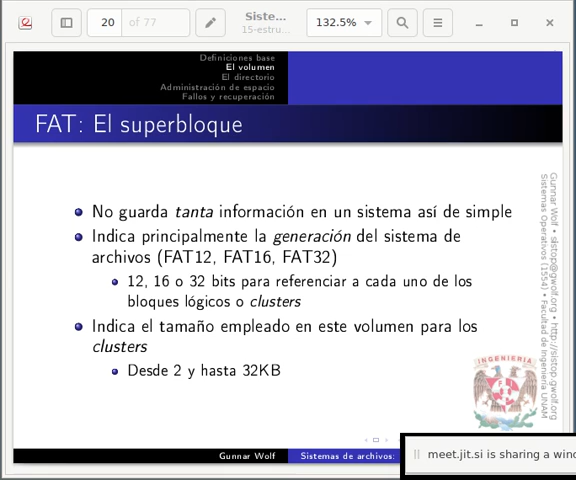 20 of 77
Siste...
15-estru...
132.5%
Definiciones base
El volumen
El directorio
Administración de espacio
Fallos y recuperación
FAT: El superbloque
No guarda tanta información en un sistema así de simple
Indica principalmente la generación del sistema de
archivos (FAT12, FAT16, FAT32)
12, 16 o 32 bits para referenciar a cada uno de los
bloques lógicos o clusters
Indica el tamaño empleado en este volumen para los
clusters
Desde 2 y hasta 32KB
Gunnar Wolf • sistop@gwolf.org • http://sistop.gwolf.org
Sistemas Operativos (1554) • Facultad de Ingeniería UNAM
INGENIERIA
Gunnar Wolf
Sistemas de archivos:
meet.jit.si is sharing a wind